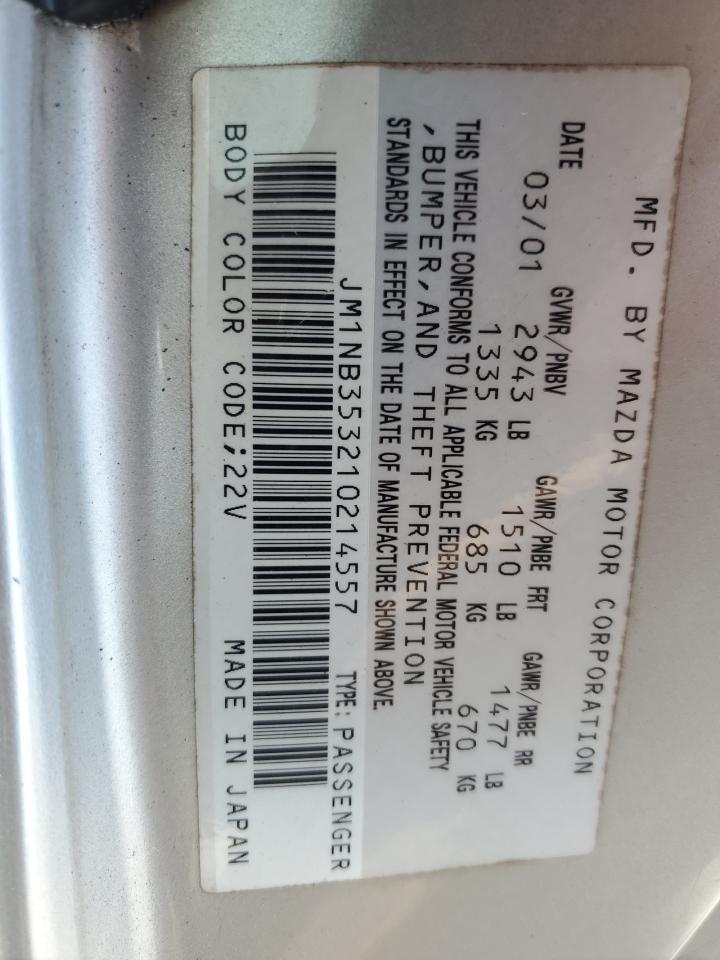 MFD. BY MAZDA MOTOR CORPORATION
DATE GVWR/PNBV GAWR/PNBE FRT GAWR/PNBE RR
03/01 2943 LB 1510 LB 1477 LB
1335 KG 685 KG 670 KG
THIS VEHICLE CONFORMS TO ALL APPLICABLE FEDERAL MOTOR VEHICLE SAFETY
, BUMPER, AND THEFT PREVENTION
STANDARDS IN EFFECT ON THE DATE OF MANUFACTURE SHOWN ABOVE.
JM1NB353210214557 TYPE: PASSENGER
BODY COLOR CODE;22V MADE IN JAPAN